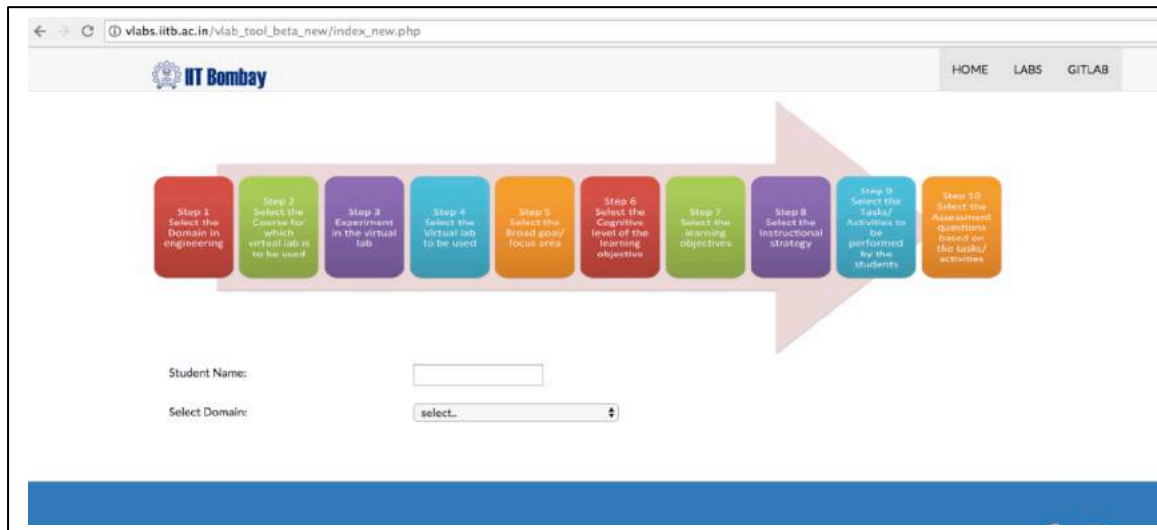 vlabs.iitb.ac.in/vlab_tool_beta_new/index_new.php
IIT Bombay
HOME LABS GITLAB
Step 1
Select the
Domain in
engineering
Step 2
Select the
Course for
which
virtual lab is
to be used
Step 3
Experiment
in the virtual
lab
Step 4
Select the
Virtual lab
to be used
Step 5
Select the
Broad goal/
focus area
Step 6
Select the
Cognitive
level of the
learning
objective
Step 7
Select the
learning
objectives
Step 8
Select the
instructional
strategy
Step 9
Select the
Tasks/
Activities to
be
performed
by the
students
Step 10
Select the
Assessment
questions
based on
the tasks/
activities
Student Name:
Select Domain:
select..